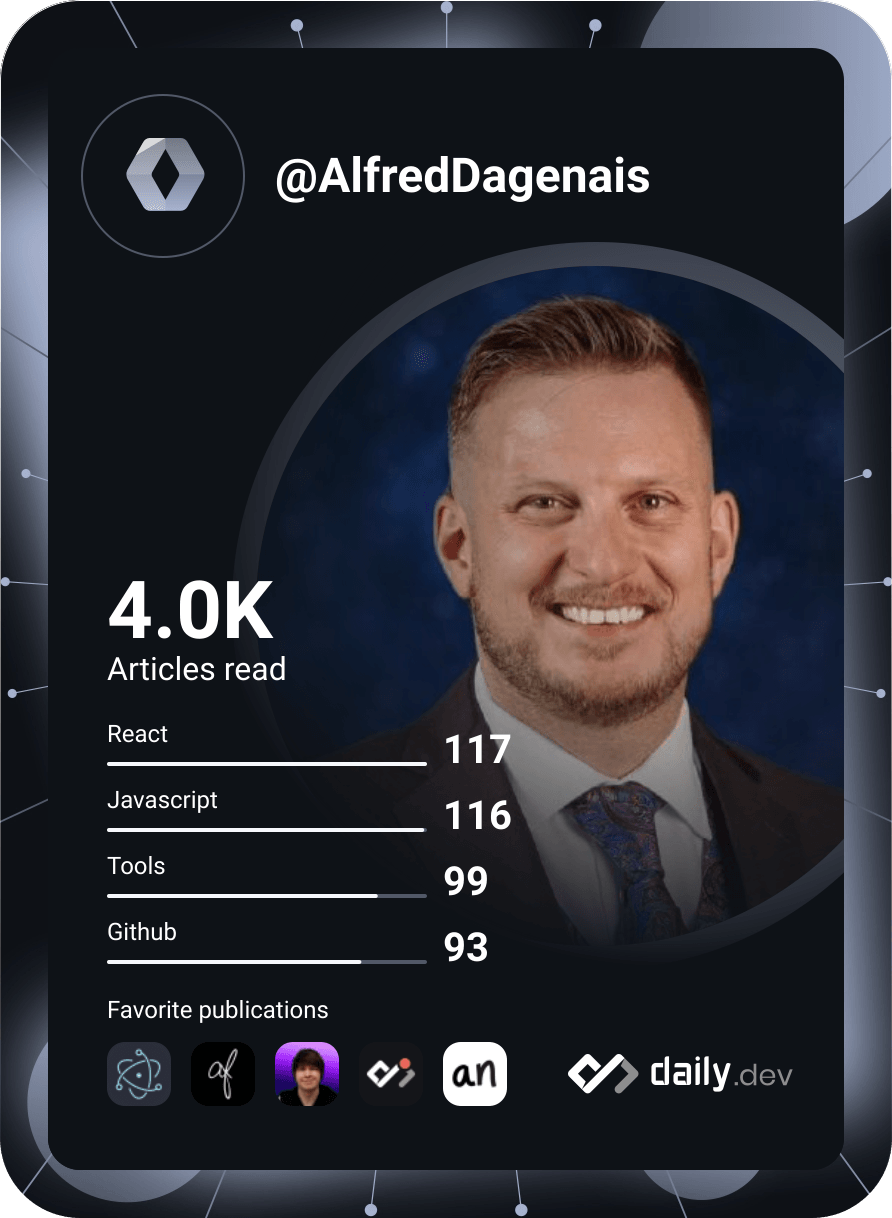 @AlfredDagenais
4.0K
Articles read
React
117
Javascript
116
Tools
99
Github
93
Favorite publications
af
an
daily.dev